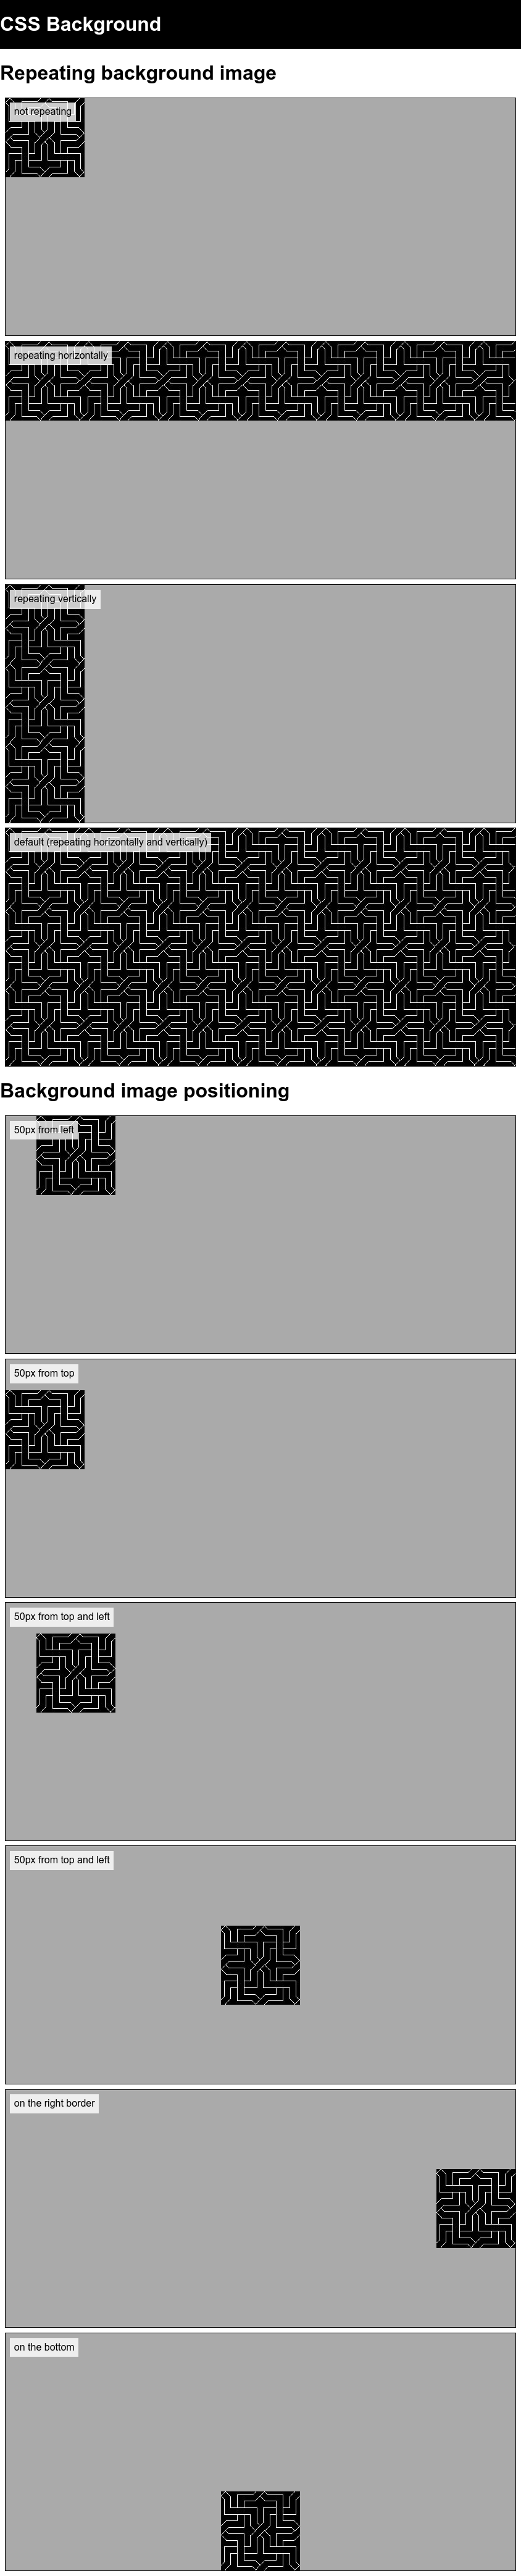 CSS Background
Repeating background image
not repeating
repeating horizontally
repeating vertically
default (repeating horizontally and vertically)
Background image positioning
50px from left
50px from top
50px from top and left
50px from top and left
on the right border
on the bottom